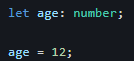 let age: number;
age = 12;